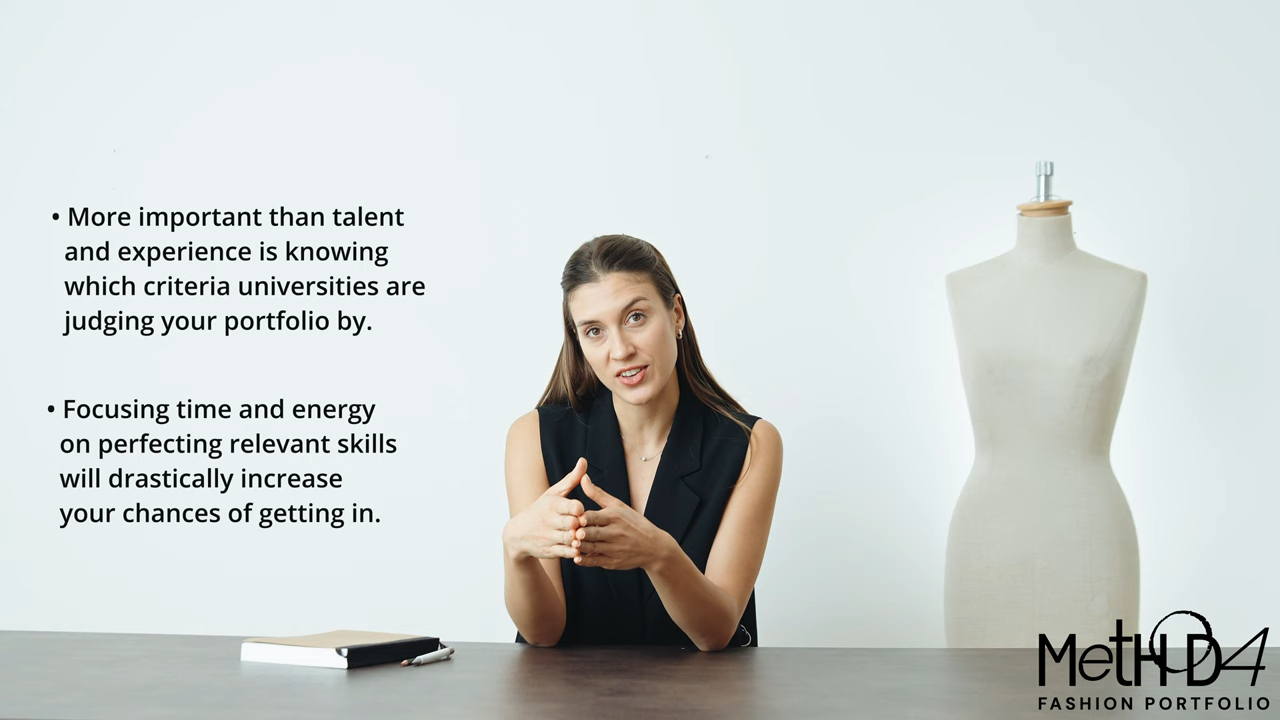 • More important than talent
and experience is knowing
which criteria universities are
judging your portfolio by.
• Focusing time and energy
on perfecting relevant skills
will drastically increase
your chances of getting in.
MetHOD4
FASHION PORTFOLIO